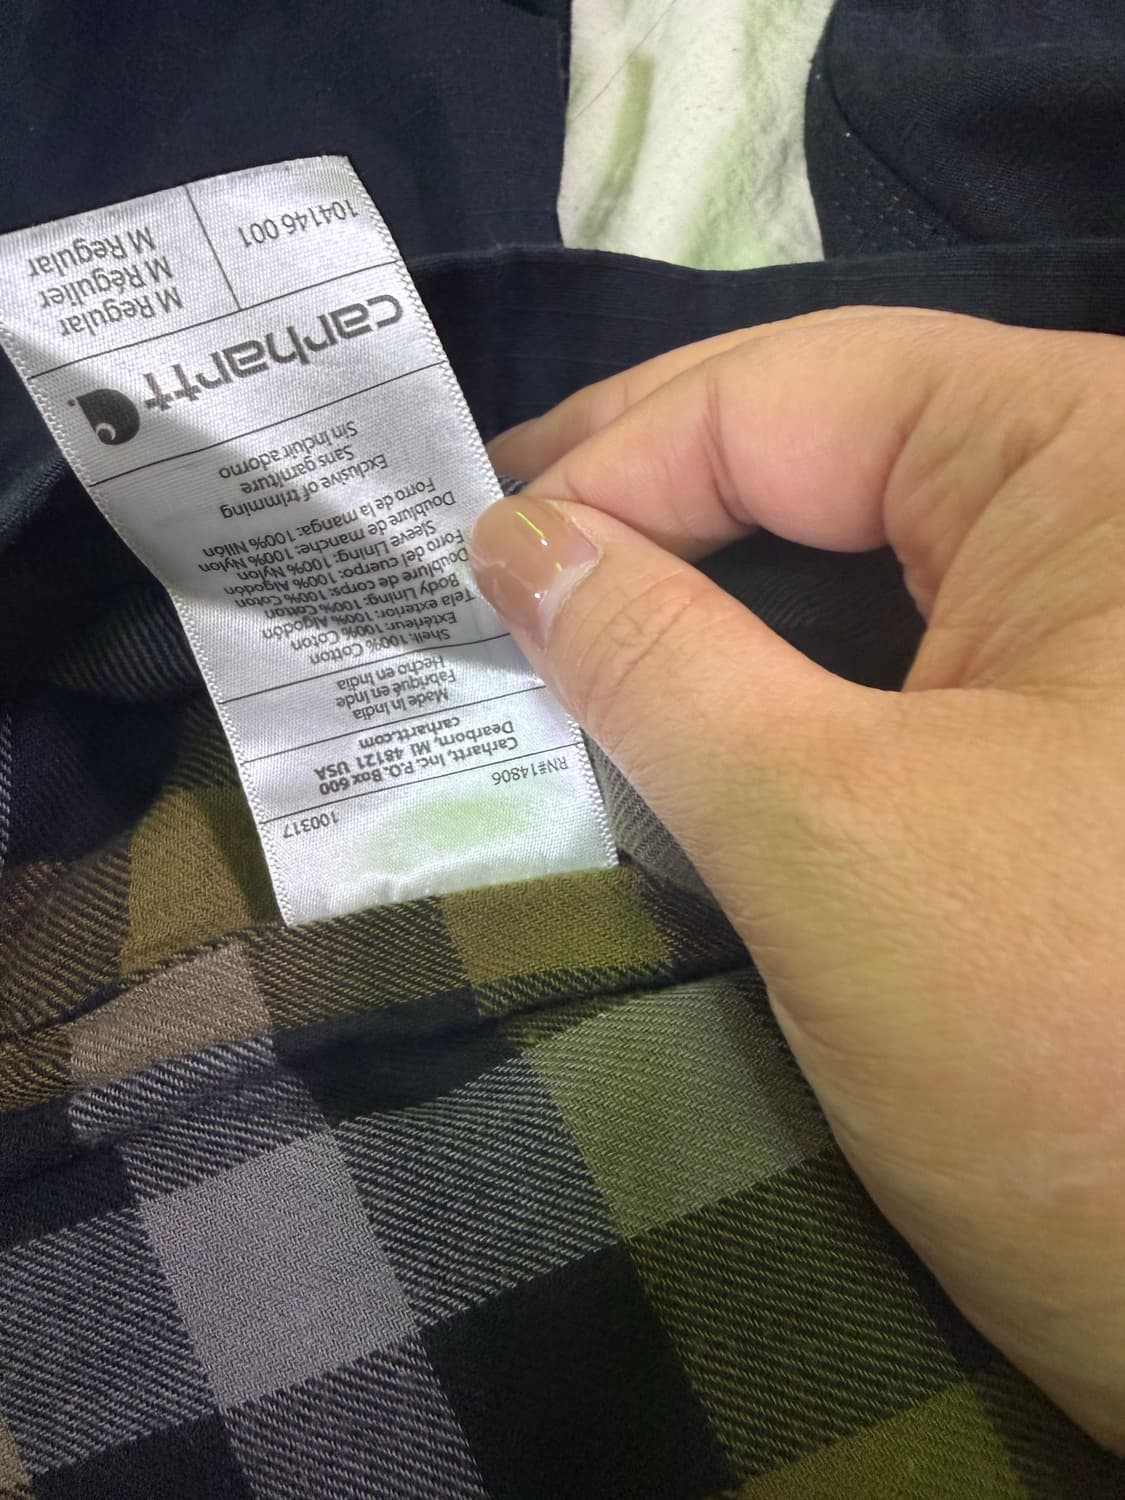 104146 001
M Regular
M Régulier
M Regular
carhartt
Exclusive of trimming
Sans garniture
Sin incluir adorno
Shell: 100% Cotton
Extérieur: 100% Coton
Tela exterior: 100% Algodón
Body Lining: 100% Cotton
Doublure de corps: 100% Coton
Forro del cuerpo: 100% Algodón
Sleeve Lining: 100% Nylon
Doublure de manche: 100% Nylon
Forro de la manga: 100% Nilón
Made in India
Fabriqué en Inde
Hecho en India
Carhartt, Inc. P.O. Box 600
Dearborn, MI 48121 USA
carhartt.com
RN#14806
100317